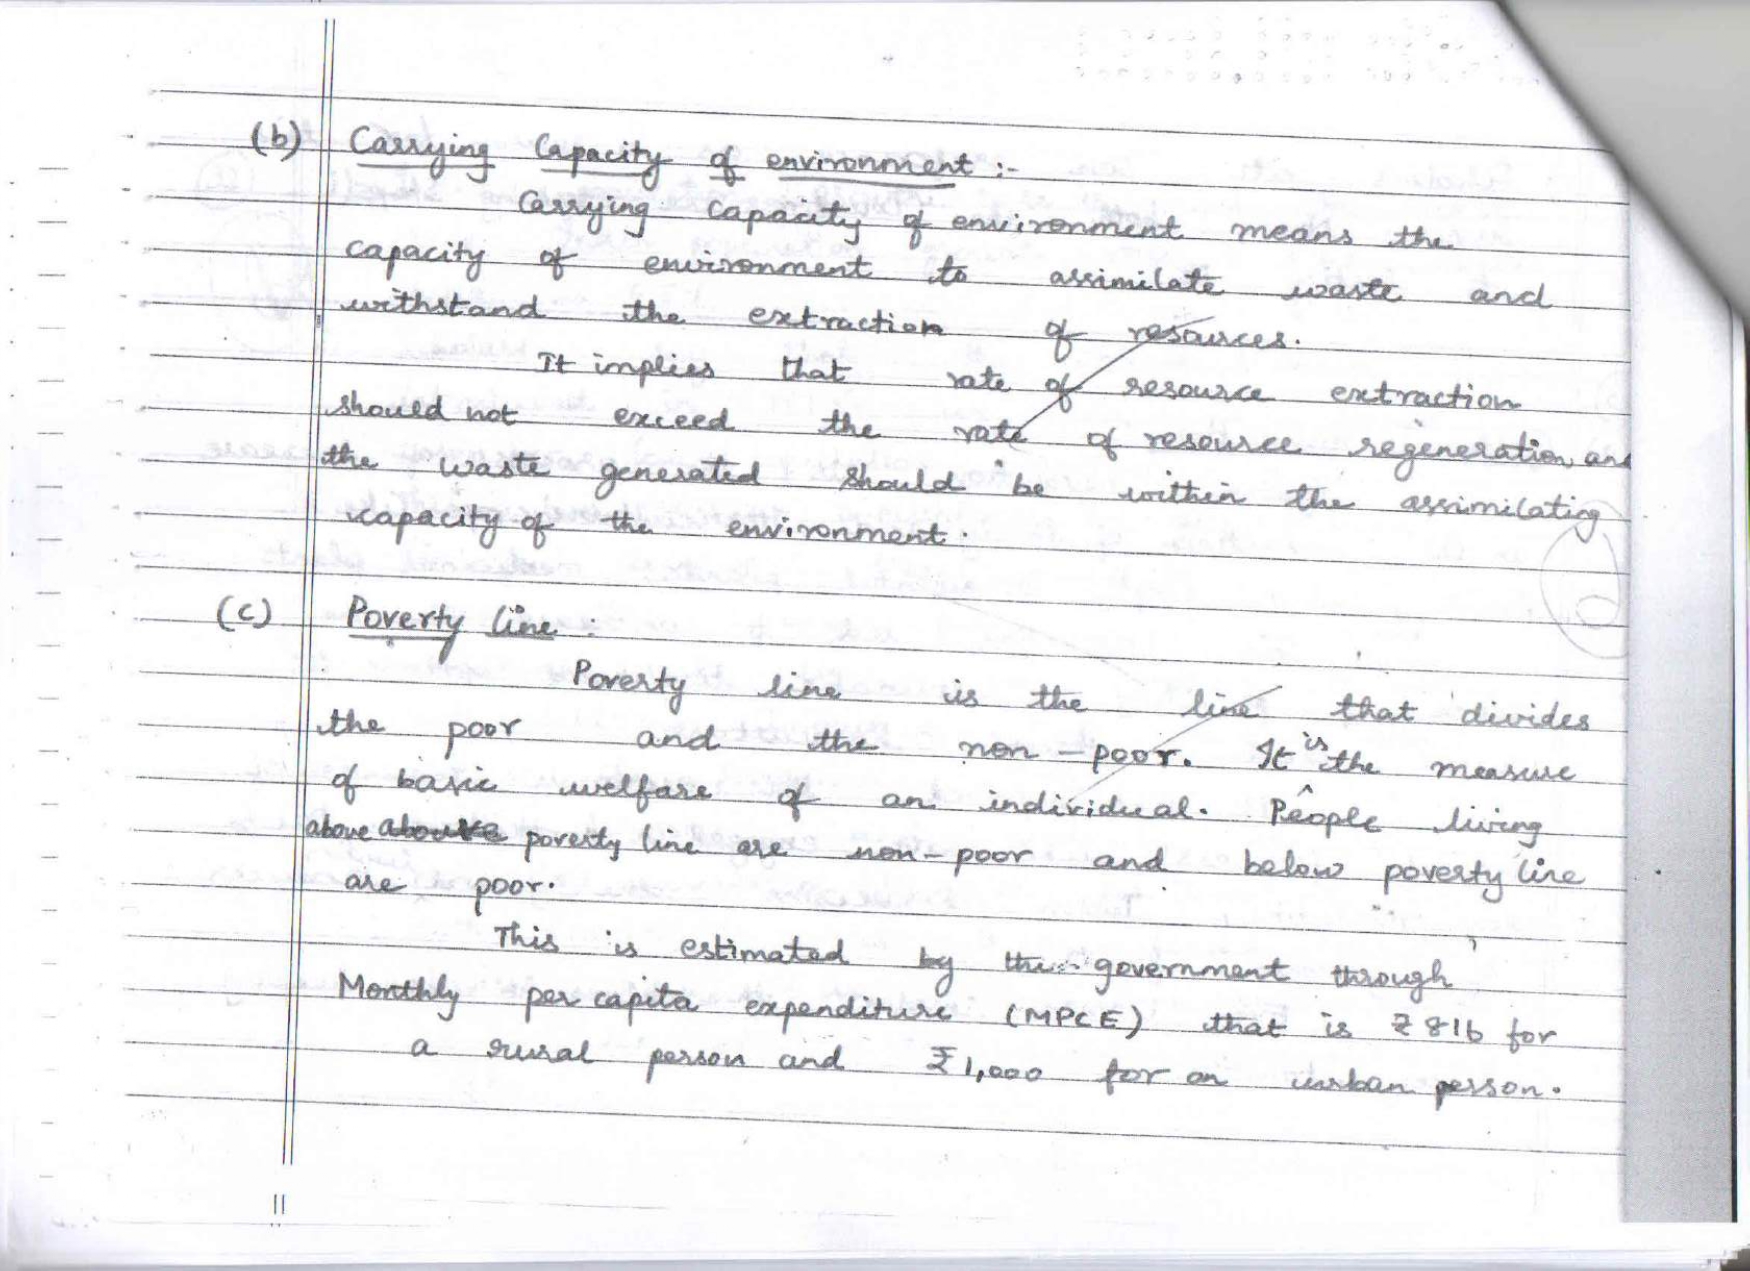 (b) Carrying Capacity of environment :-
Carrying capacity of environment means the
capacity of environment to assimilate waste and
withstand the extraction of resources.
It implies that rate of resource extraction
should not exceed the rate of resource regeneration and
the waste generated should be within the assimilating
capacity of the environment.
(c) Poverty line :
Poverty line is the line that divides
the poor and the non-poor. It is the measure
of basic welfare of an individual. People living
above above poverty line are non-poor and below poverty line
are poor.
This is estimated by the government through
Monthly per capita expenditure (MPCE) that is ₹816 for
a rural person and ₹1,000 for an urban person.